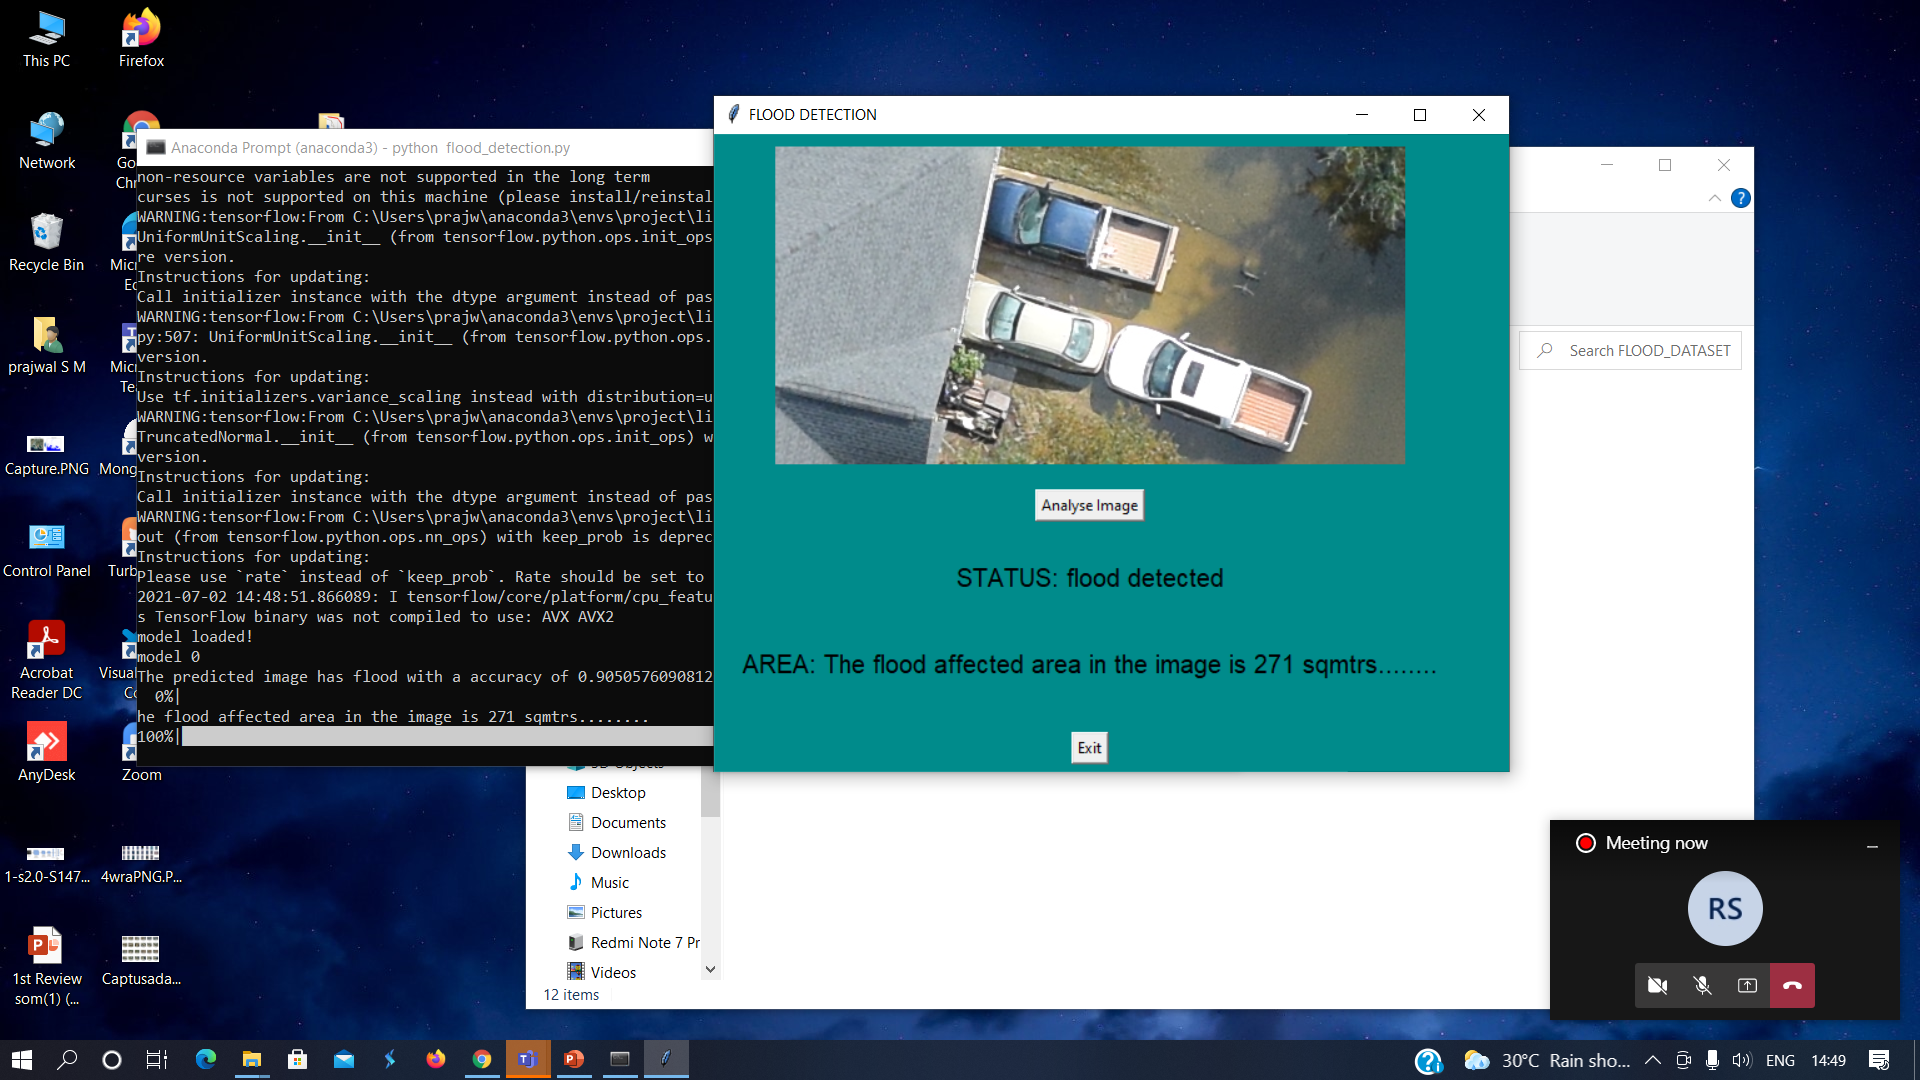 This PC
Firefox
Network
Recycle Bin
prajwal S M
Capture.PNG
Control Panel
Acrobat
Reader DC
AnyDesk
Zoom
1-s2.0-S147...
4wraPNG.P...
1st Review
som(1) (...
Captusada...
Anaconda Prompt (anaconda3) - python flood_detection.py
non-resource variables are not supported in the long term
curses is not supported on this machine (please install/reinstal
WARNING:tensorflow:From C:\Users\prajw\anaconda3\envs\project\li
UniformUnitScaling.__init__ (from tensorflow.python.ops.init_ops
re version.
Instructions for updating:
Call initializer instance with the dtype argument instead of pas
WARNING:tensorflow:From C:\Users\prajw\anaconda3\envs\project\li
py:507: UniformUnitScaling.__init__ (from tensorflow.python.ops.
version.
Instructions for updating:
Use tf.initializers.variance_scaling instead with distribution=u
WARNING:tensorflow:From C:\Users\prajw\anaconda3\envs\project\li
TruncatedNormal.__init__ (from tensorflow.python.ops.init_ops) w
version.
Instructions for updating:
Call initializer instance with the dtype argument instead of pas
WARNING:tensorflow:From C:\Users\prajw\anaconda3\envs\project\li
out (from tensorflow.python.ops.nn_ops) with keep_prob is deprec
Instructions for updating:
Please use `rate` instead of `keep_prob`. Rate should be set to
2021-07-02 14:48:51.866089: I tensorflow/core/platform/cpu_featu
s TensorFlow binary was not compiled to use: AVX AVX2
model loaded!
model 0
The predicted image has flood with a accuracy of 0.9050576090812
0%|
he flood affected area in the image is 271 sqmtrs........
100%|
FLOOD DETECTION
Analyse Image
STATUS: flood detected
AREA: The flood affected area in the image is 271 sqmtrs........
Exit
Search FLOOD_DATASET
Desktop
Documents
Downloads
Music
Pictures
Redmi Note 7 Pr
Videos
12 items
Meeting now
RS
30°C Rain sho...
ENG
14:49